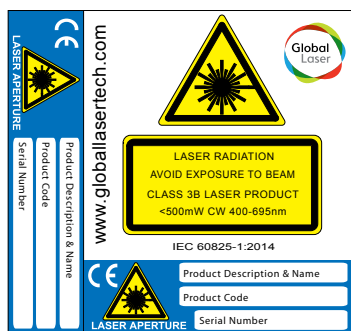 CE
LASER APERTURE
Product Description & Name
Product Code
Serial Number
www.globallasertech.com
Global
Laser
LASER RADIATION
AVOID EXPOSURE TO BEAM
CLASS 3B LASER PRODUCT
<500mW CW 400-695nm
IEC 60825-1:2014
CE
LASER APERTURE
Product Description & Name
Product Code
Serial Number